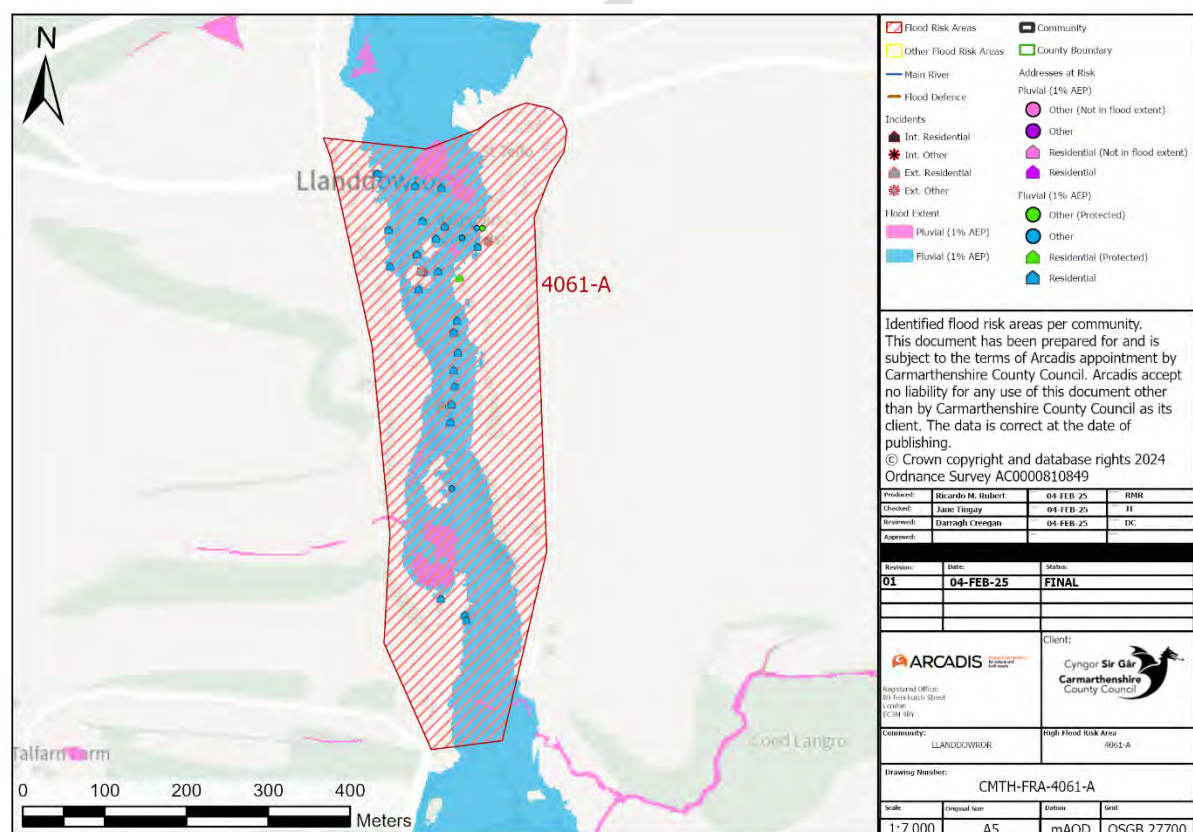 N
Llanddowror
4061-A
Talfarn Farm
Coed Langro
0 100 200 300 400
Meters
Flood Risk Areas
Other Flood Risk Areas
Main River
Flood Defence
Incidents
Int. Residential
Int. Other
Ext. Residential
Ext. Other
Flood Extent
Pluvial (1% AEP)
Fluvial (1% AEP)
Community
County Boundary
Addresses at Risk
Pluvial (1% AEP)
Other (Not in flood extent)
Other
Residential (Not in flood extent)
Residential
Fluvial (1% AEP)
Other (Protected)
Other
Residential (Protected)
Residential
Identified flood risk areas per community.
This document has been prepared for and is
subject to the terms of Arcadis appointment by
Carmarthenshire County Council. Arcadis accept
no liability for any use of this document other
than by Carmarthenshire County Council as its
client. The data is correct at the date of
publishing.
© Crown copyright and database rights 2024
Ordnance Survey AC0000810849
Produced: Ricardo M. Rubert 04-FEB-25 RMR
Checked: Jane Tingay 04-FEB-25 JT
Reviewed: Darragh Creegan 04-FEB-25 DC
Approved:
Revision: Date: Status:
01 04-FEB-25 FINAL
ARCADIS
Registered Office:
80 Fenchurch Street
London
EC3M 4BY
Client:
Cyngor Sir Gâr
Carmarthenshire
County Council
Community:
LLANDDOWROR
High Flood Risk Area
4061-A
Drawing Number:
CMTH-FRA-4061-A
Scale Original Size Datum Grid
1:7,000 A5 mAOD OSGB 27700